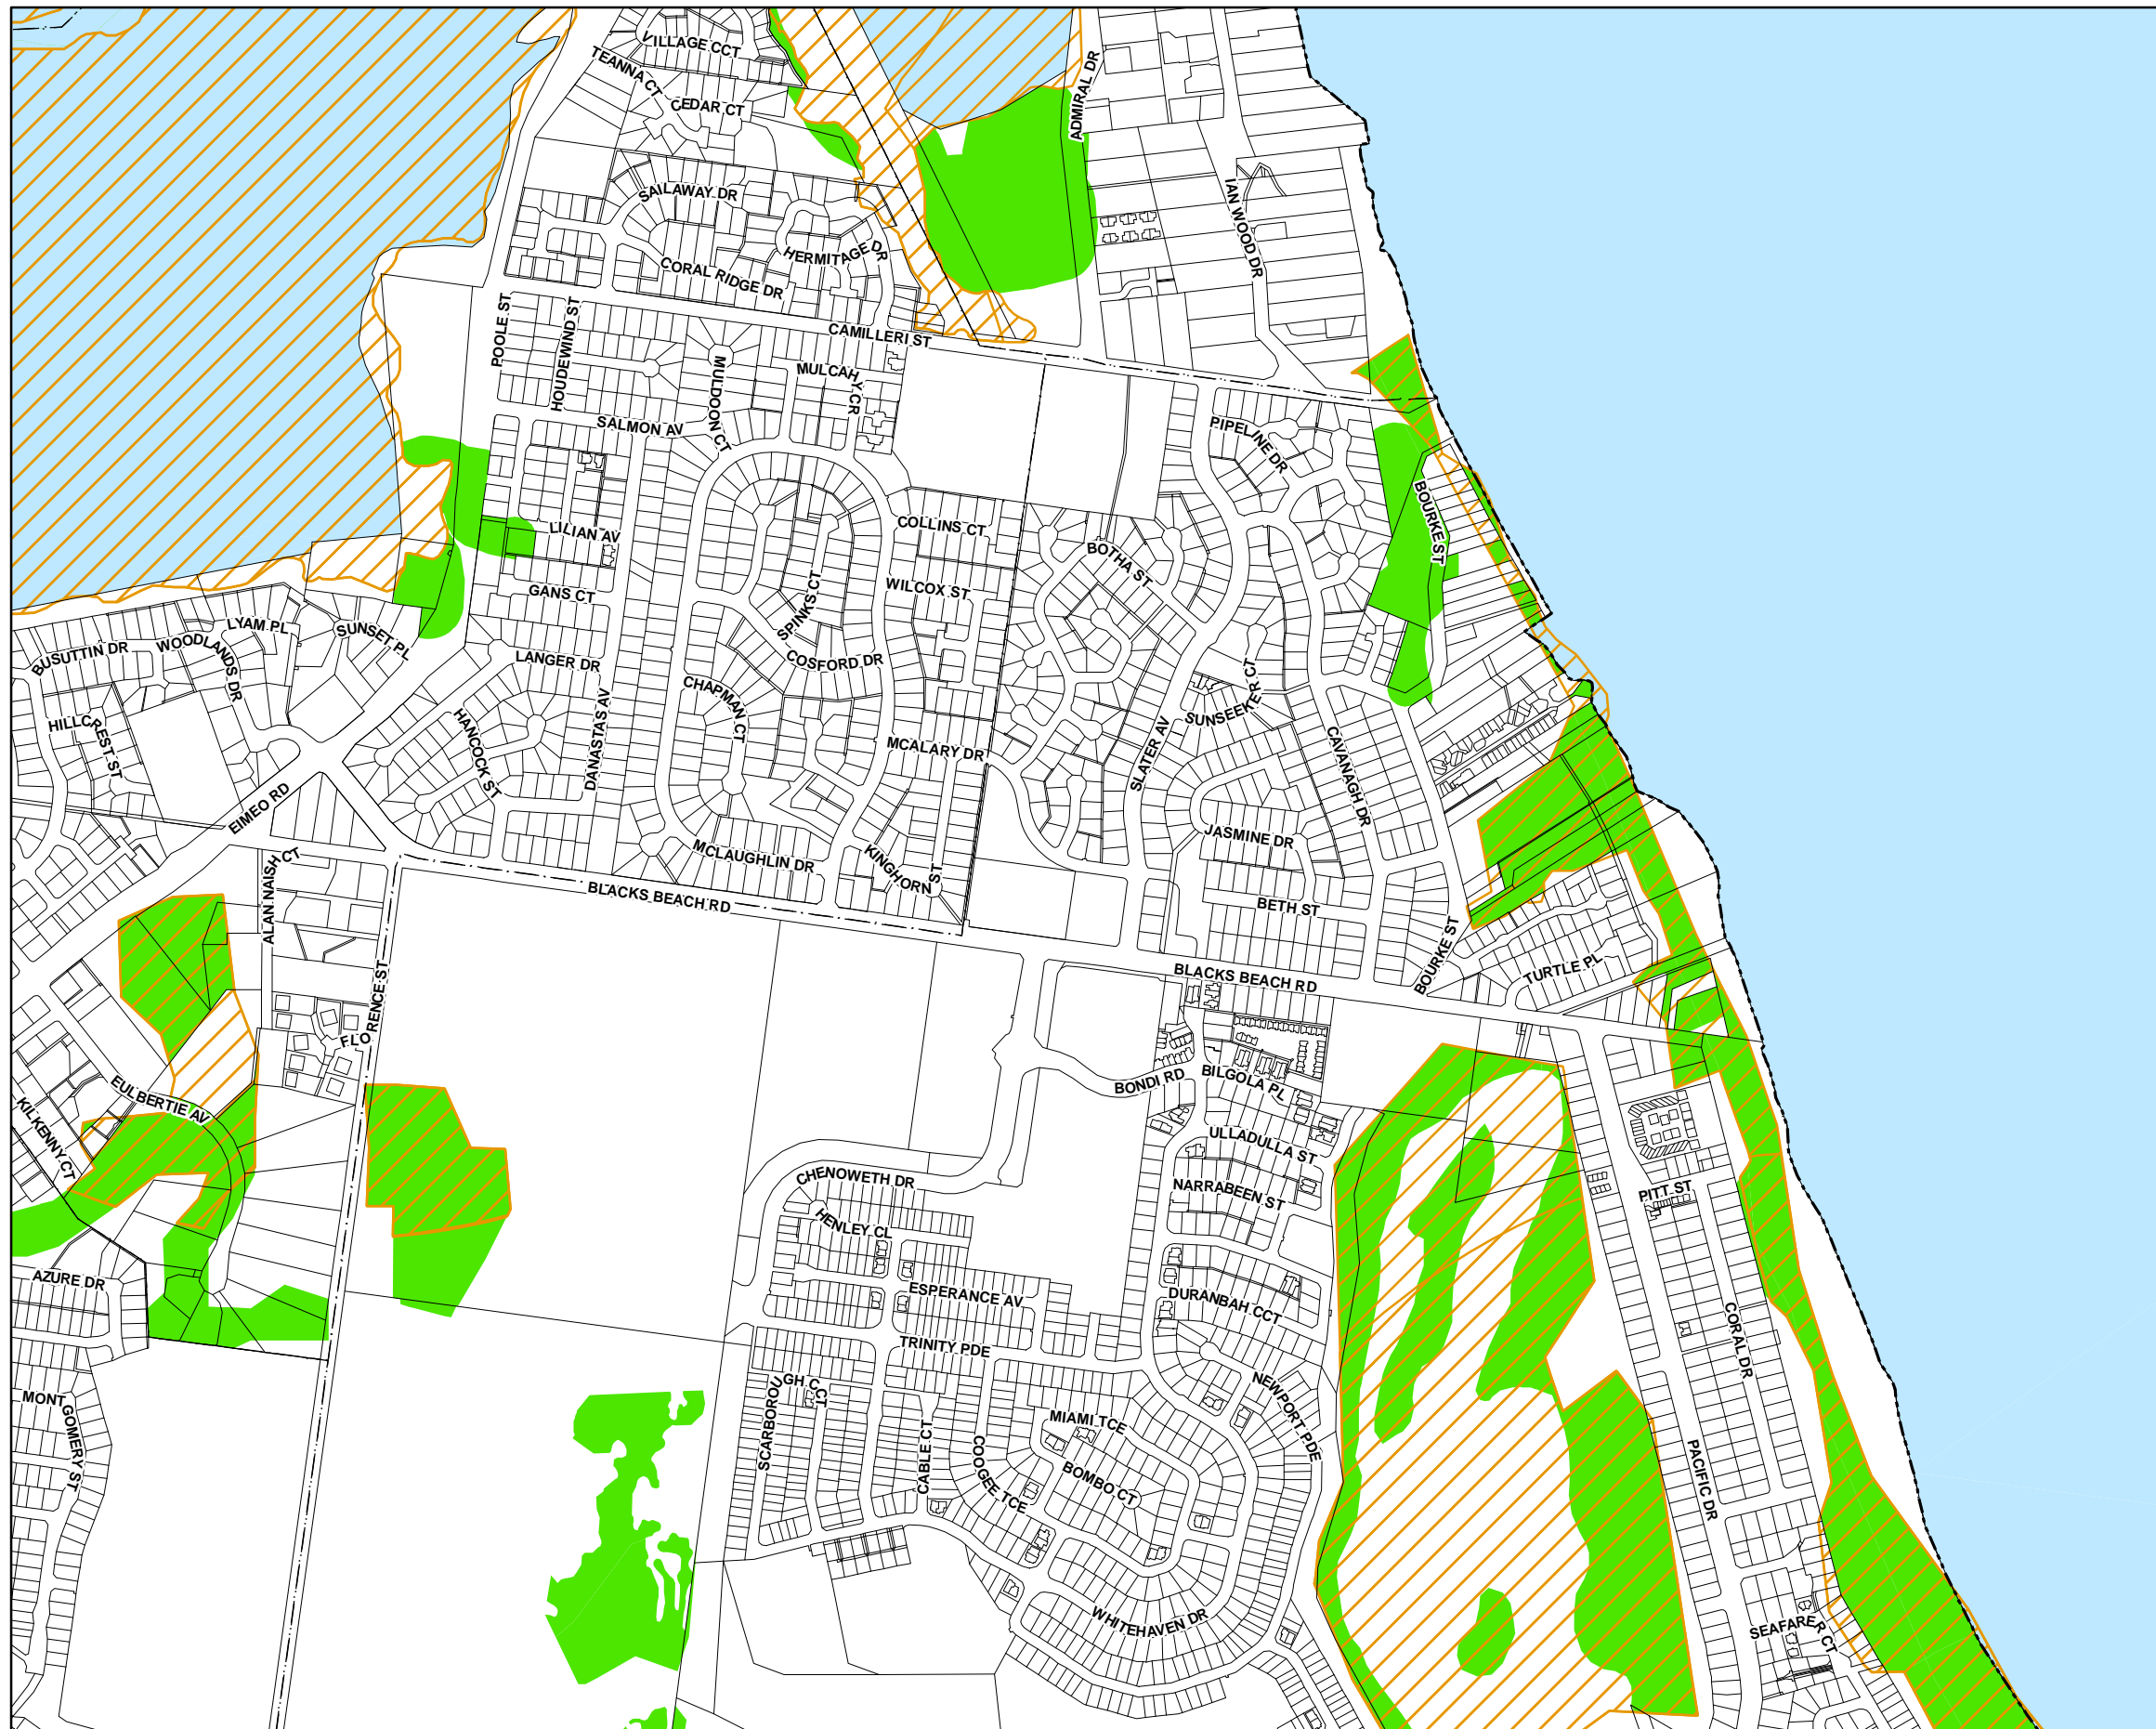 VILLAGE CCT
TEANNA CT
CEDAR CT
ADMIRAL DR
SAILAWAY DR
IAN WOOD DR
HERMITAGE DR
CORAL RIDGE DR
POOLE ST
HOUDEWIND ST
CAMILLERI ST
MULDOON CT
MULCAHY CR
SALMON AV
PIPELINE DR
BOURKE ST
COLLINS CT
LILIAN AV
BOTHA ST
WILCOX ST
GANS CT
SPINKS CT
LYAM PL
SUNSET PL
WOODLANDS DR
BUSUTTIN DR
LANGER DR
COSFORD DR
CHAPMAN CT
SUNSEEKER CT
HILLCREST ST
HANCOCK ST
DANASTAS AV
MCALARY DR
SLATER AV
CAVANAGH DR
EIMEO RD
JASMINE DR
MCLAUGHLIN DR
KINGHORN ST
ALAN NAISH CT
BLACKS BEACH RD
BETH ST
BOURKE ST
BLACKS BEACH RD
TURTLE PL
FLORENCE ST
BONDI RD
BILGOLA PL
EULBERTIE AV
KILKENNY CT
ULLADULLA ST
CHENOWETH DR
NARRABEEN ST
PITT ST
HENLEY CL
AZURE DR
ESPERANCE AV
DURANBAH CCT
CORAL DR
TRINITY PDE
SCARBOROUGH CCT
NEWPORT PDE
MONTGOMERY ST
MIAMI TCE
CABLE CT
COOGEE TCE
BOMBO CT
PACIFIC DR
WHITEHAVEN DR
SEAFARER CT